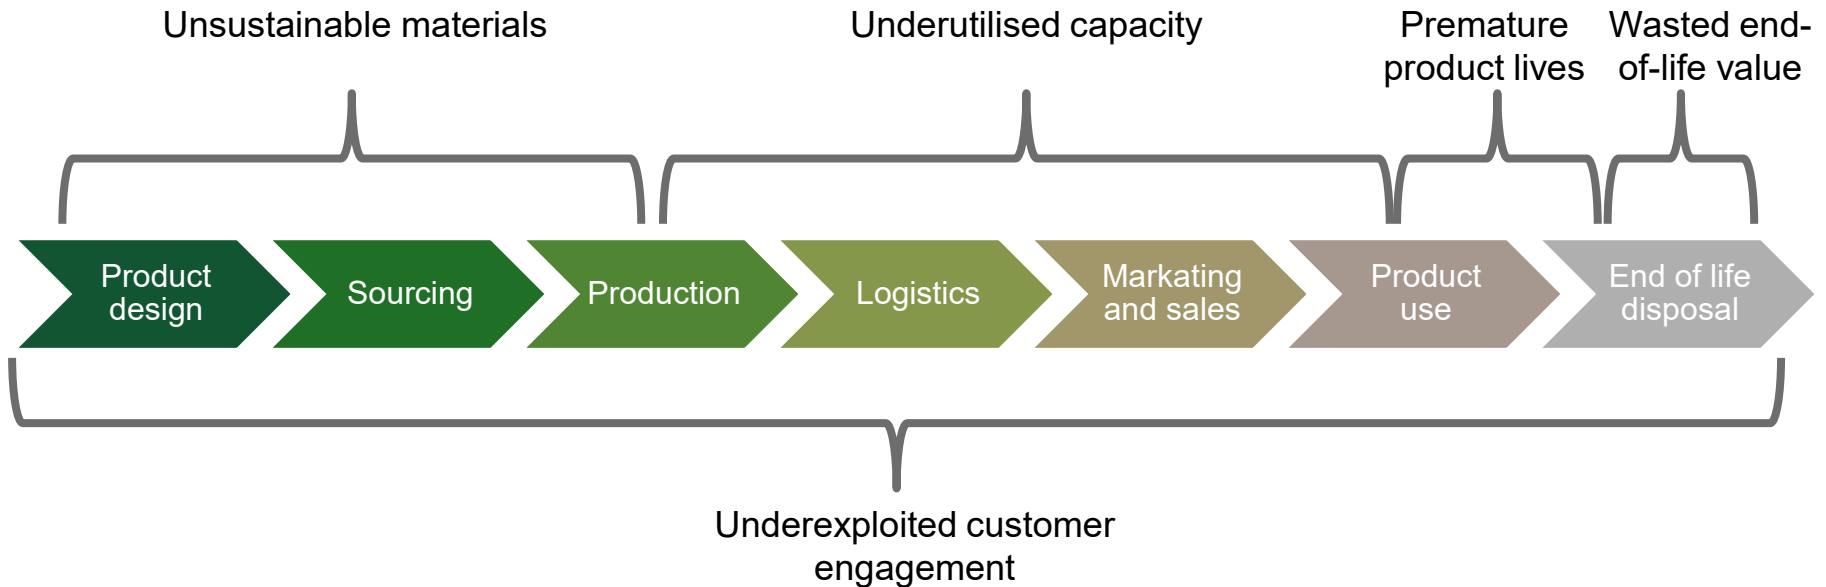 Unsustainable materials
Underutilised capacity
Premature
product lives
Wasted end-
of-life value
Product
design
Sourcing
Production
Logistics
Markating
and sales
Product
use
End of life
disposal
Underexploited customer
engagement